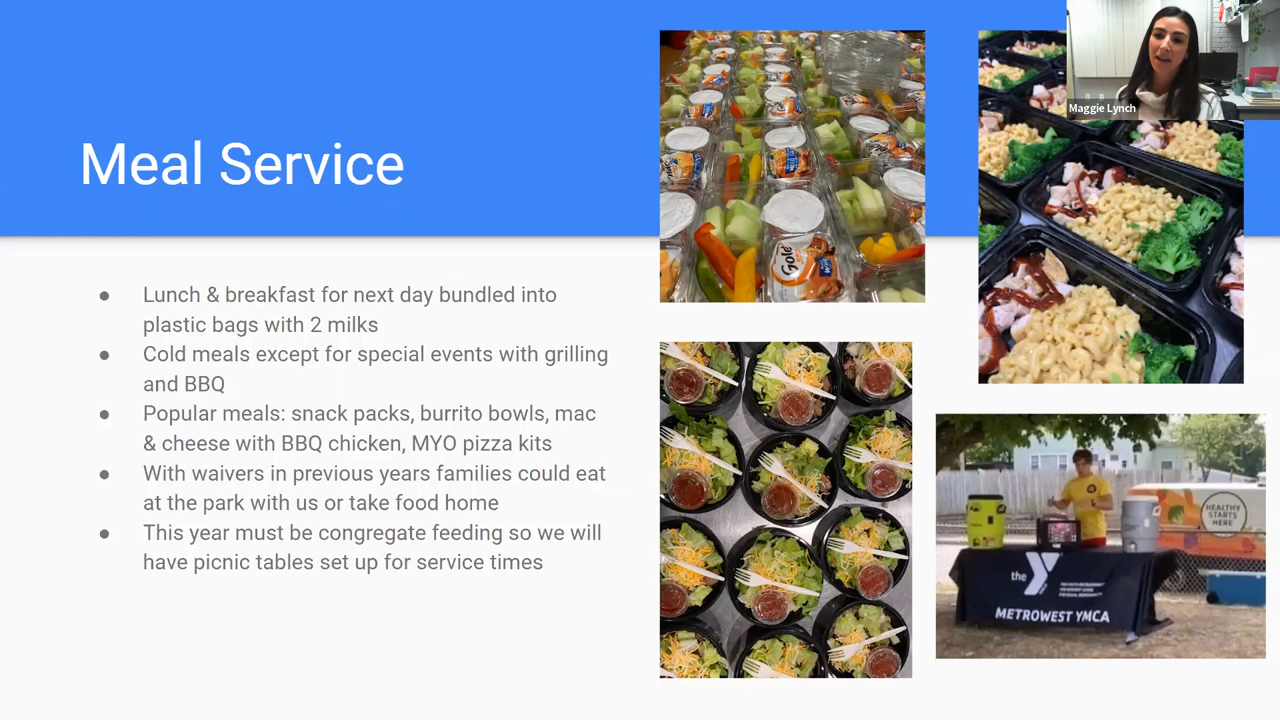 Maggie Lynch
Meal Service
● Lunch & breakfast for next day bundled into
plastic bags with 2 milks
● Cold meals except for special events with grilling
and BBQ
● Popular meals: snack packs, burrito bowls, mac
& cheese with BBQ chicken, MYO pizza kits
● With waivers in previous years families could eat
at the park with us or take food home
● This year must be congregate feeding so we will
have picnic tables set up for service times
Gold
HEALTHY
STARTS
HERE
the Y
METROWEST YMCA